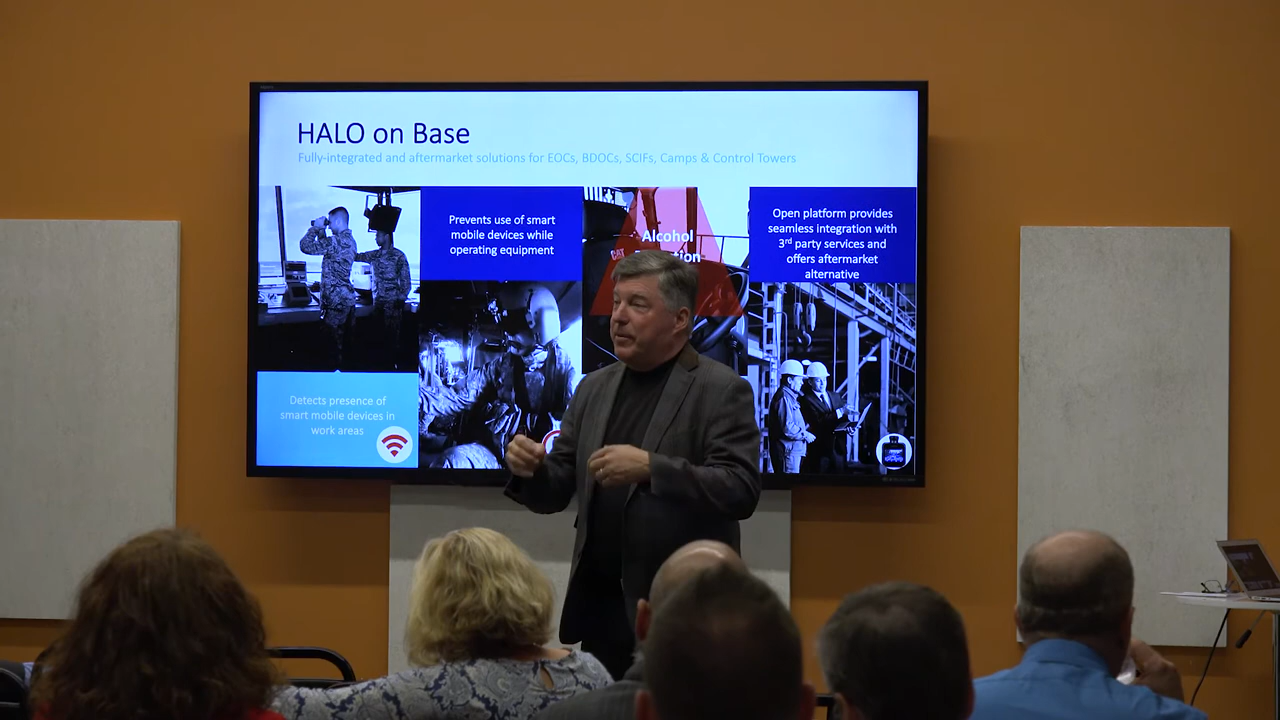 HALO on Base
Fully-integrated and aftermarket solutions for EOCs, BDOCs, SCIFs, Camps & Control Towers
Prevents use of smart
mobile devices while
operating equipment
Alcohol
CAT
Open platform provides
seamless integration with
3rd party services and
offers aftermarket
alternative
Detects presence of
smart mobile devices in
work areas